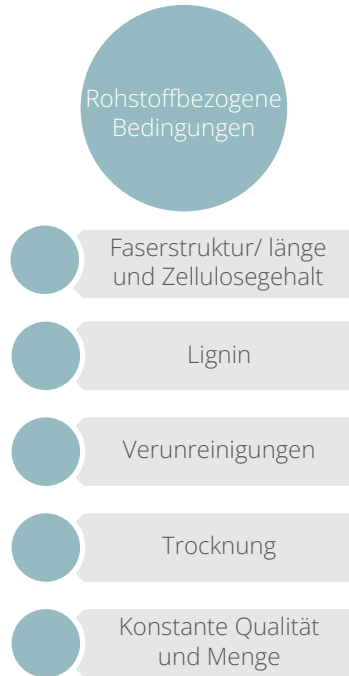 Rohstoffbezogene
Bedingungen
Faserstruktur/ länge
und Zellulosegehalt
Lignin
Verunreinigungen
Trocknung
Konstante Qualität
und Menge